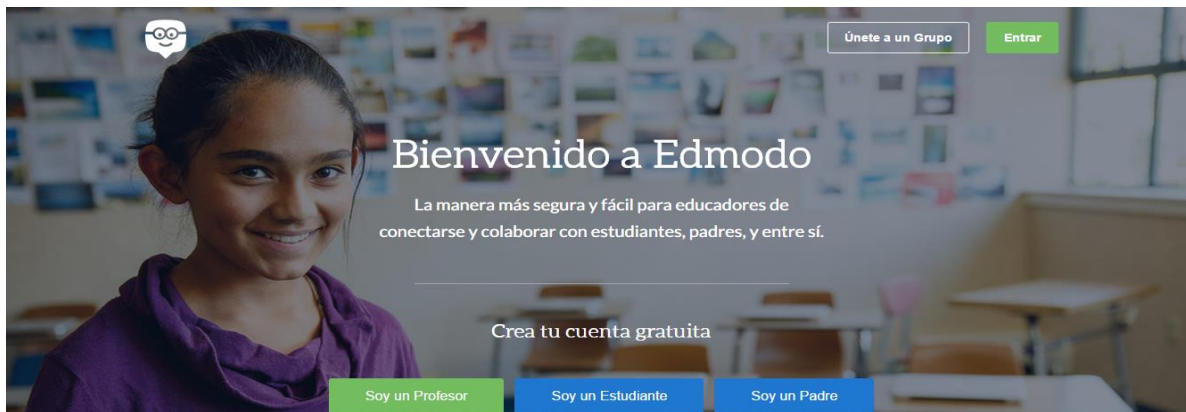 Únete a un Grupo
Entrar
Bienvenido a Edmodo
La manera más segura y fácil para educadores de
conectarse y colaborar con estudiantes, padres, y entre sí.
Crea tu cuenta gratuita
Soy un Profesor
Soy un Estudiante
Soy un Padre